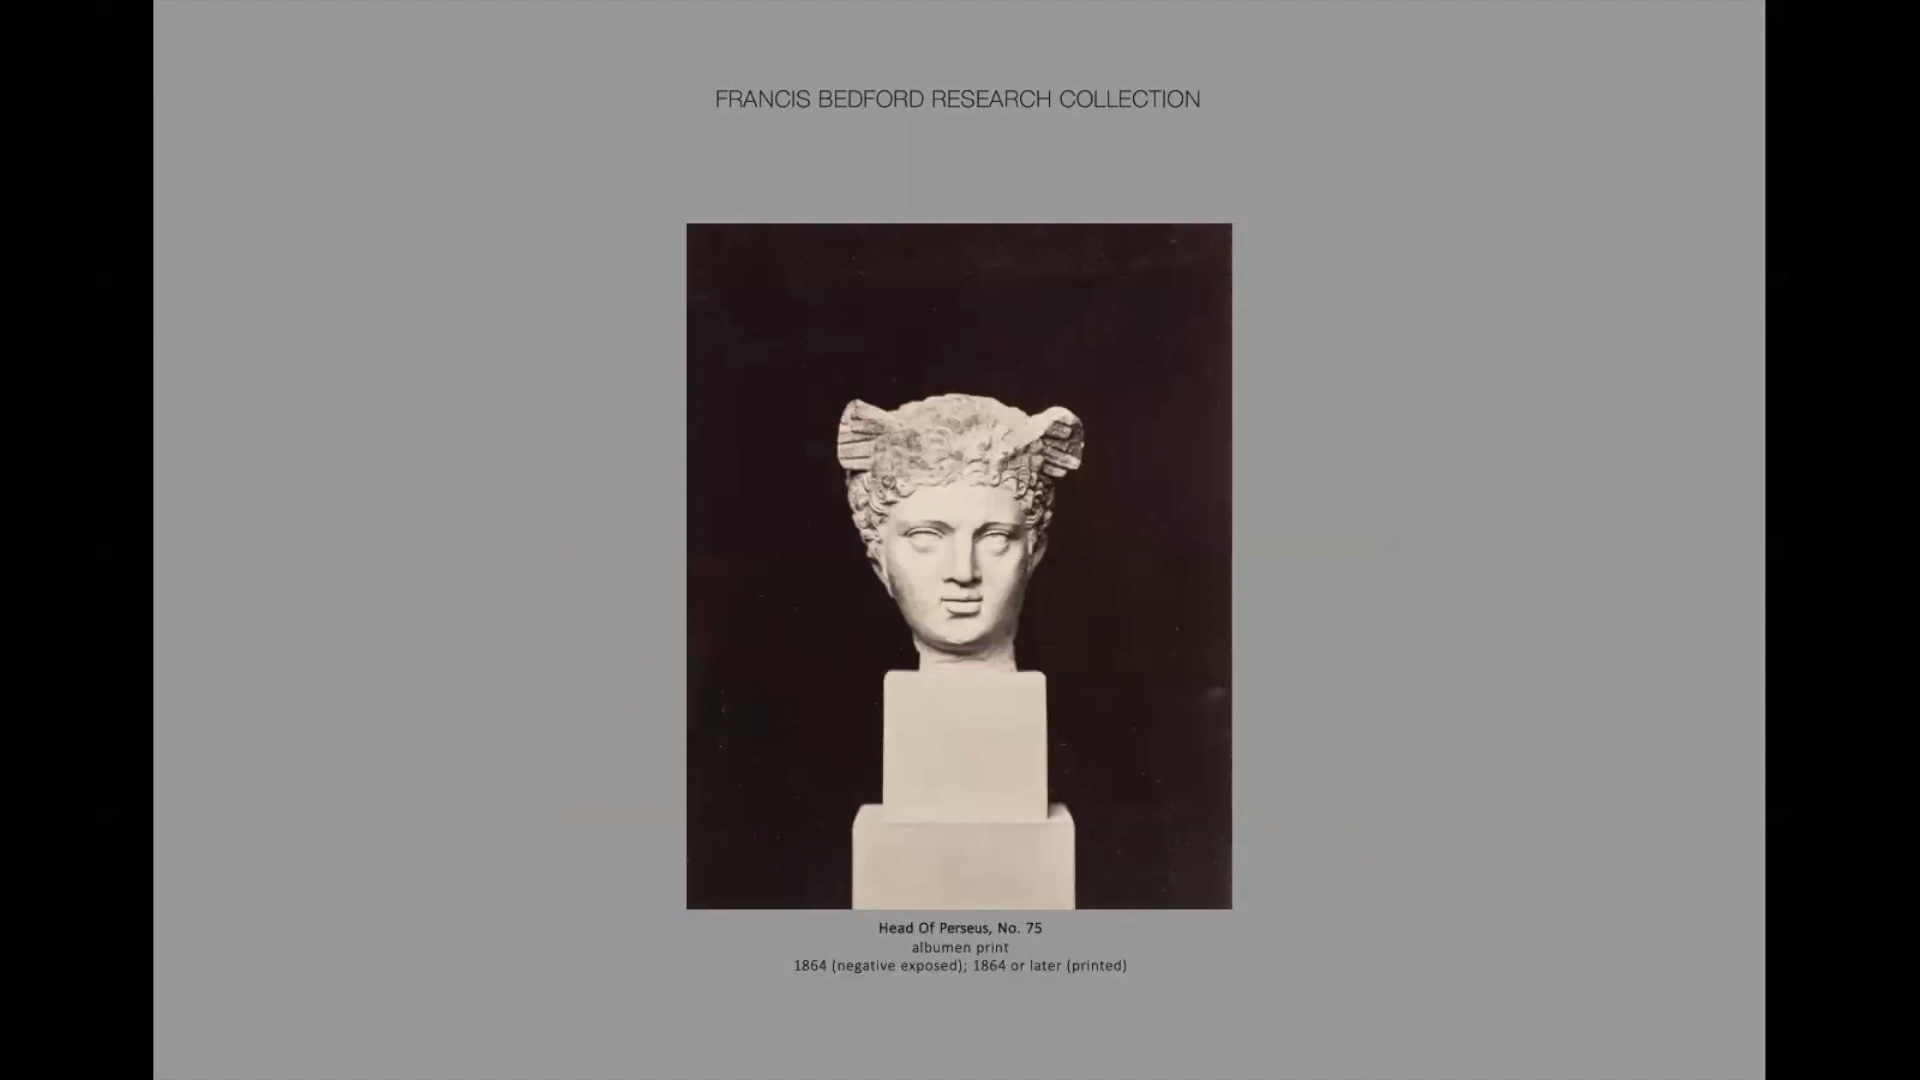 FRANCIS BEDFORD RESEARCH COLLECTION
Head Of Perseus, No. 75
albumen print
1864 (negative exposed); 1864 or later (printed)